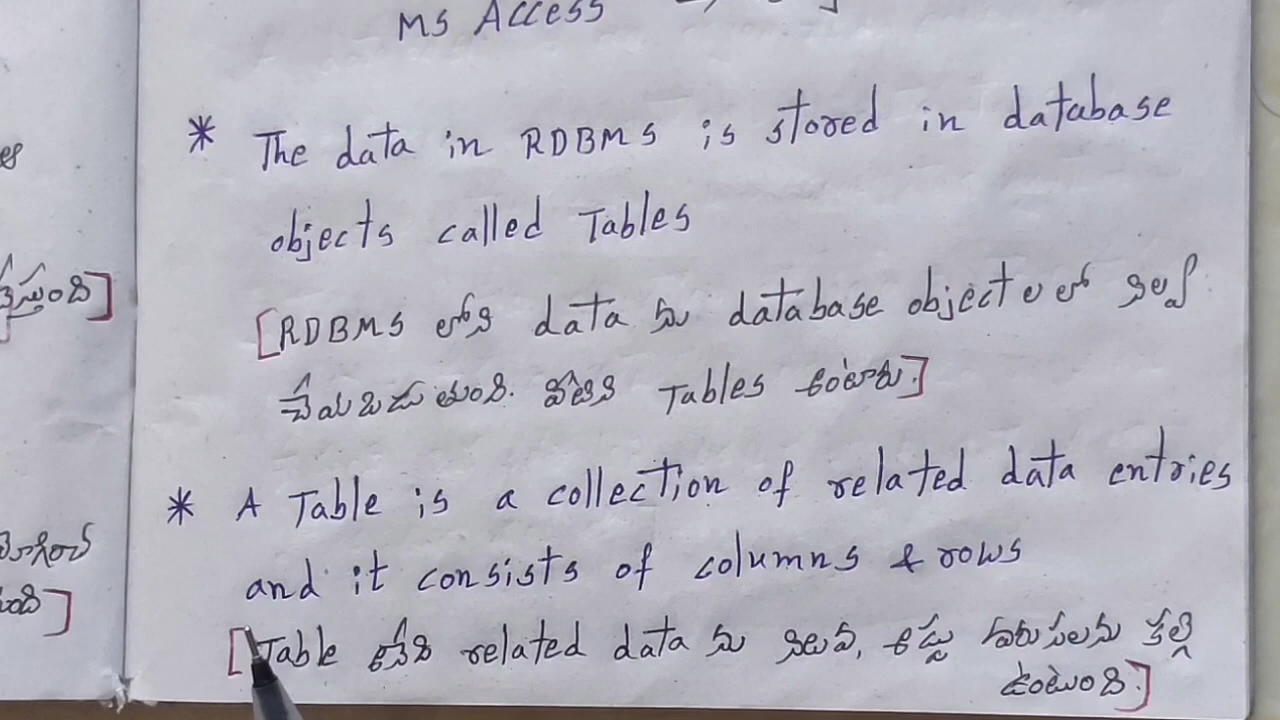 MS Access
* The data in RDBMS is stored in database
objects called Tables
[RDBMS లోని data ను database objectలలో నిల్వ
చేయబడుతుంది. వీటిని Tables అంటారు.]
* A Table is a collection of related data entries
and it consists of columns & rows
[Table అనేది related data ను నిలువు, అడ్డు వరుసలను కల్గి
ఉంటుంది.]